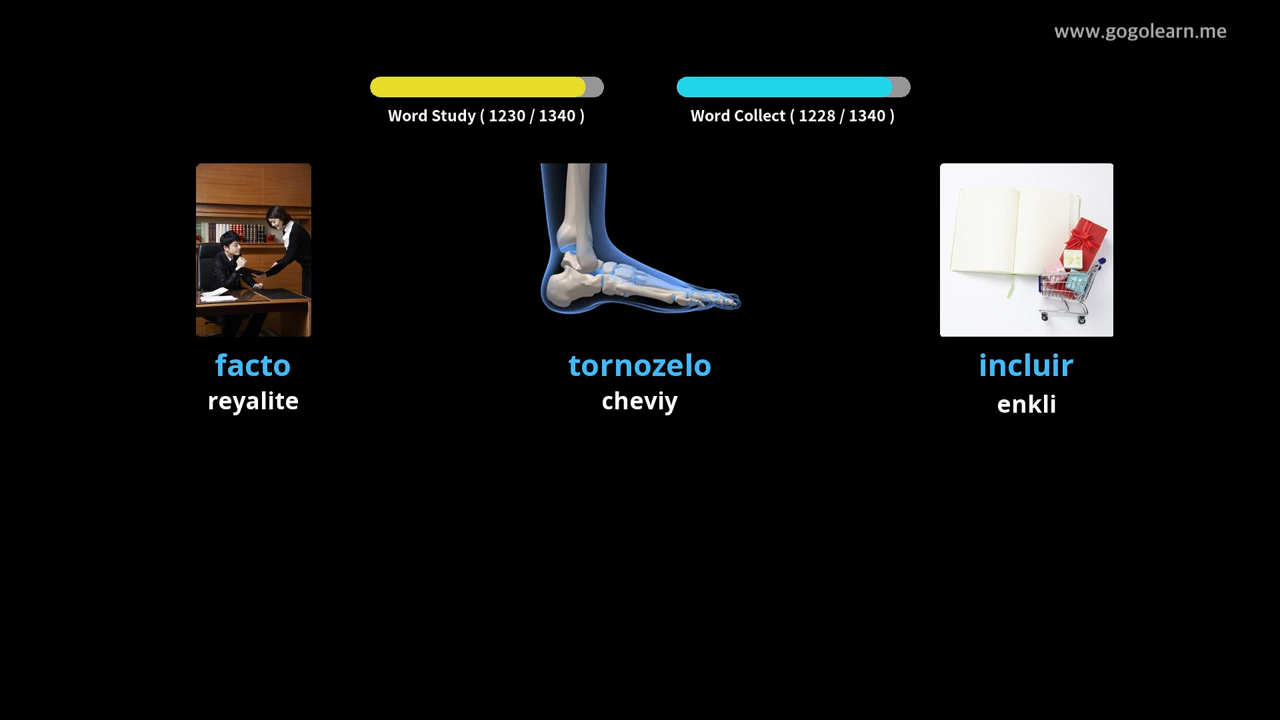 www.gogolearn.me
Word Study ( 1230 / 1340 )
Word Collect ( 1228 / 1340 )
facto
reyalite
tornozelo
cheviy
incluir
enkli